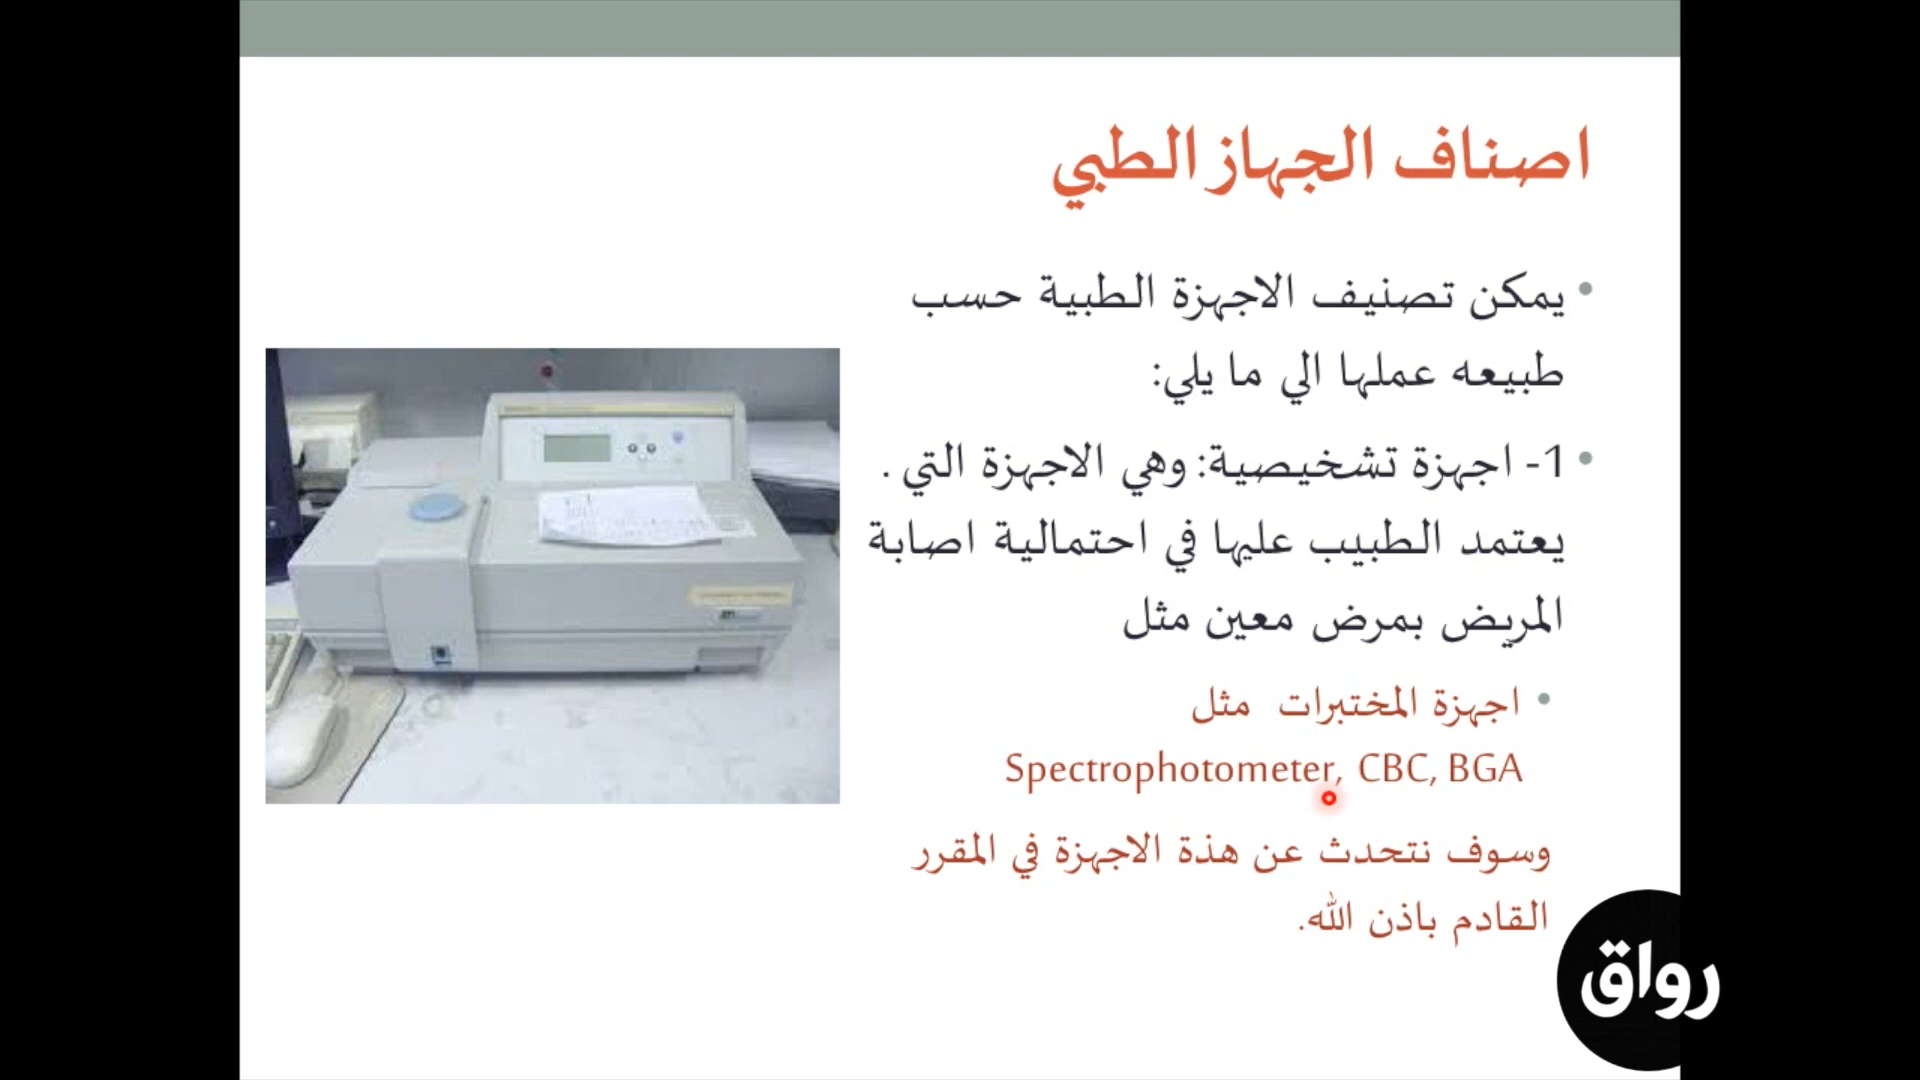 اصناف الجهاز الطبي
• يمكن تصنيف الاجهزة الطبية حسب
طبيعه عملها الي ما يلي:
• 1- اجهزة تشخيصية: وهي الاجهزة التي .
يعتمد الطبيب عليها في احتمالية اصابة
المريض بمرض معين مثل
• اجهزة المختبرات مثل
Spectrophotometer, CBC, BGA
وسوف نتحدث عن هذة الاجهزة في المقرر
القادم باذن الله.
رواق